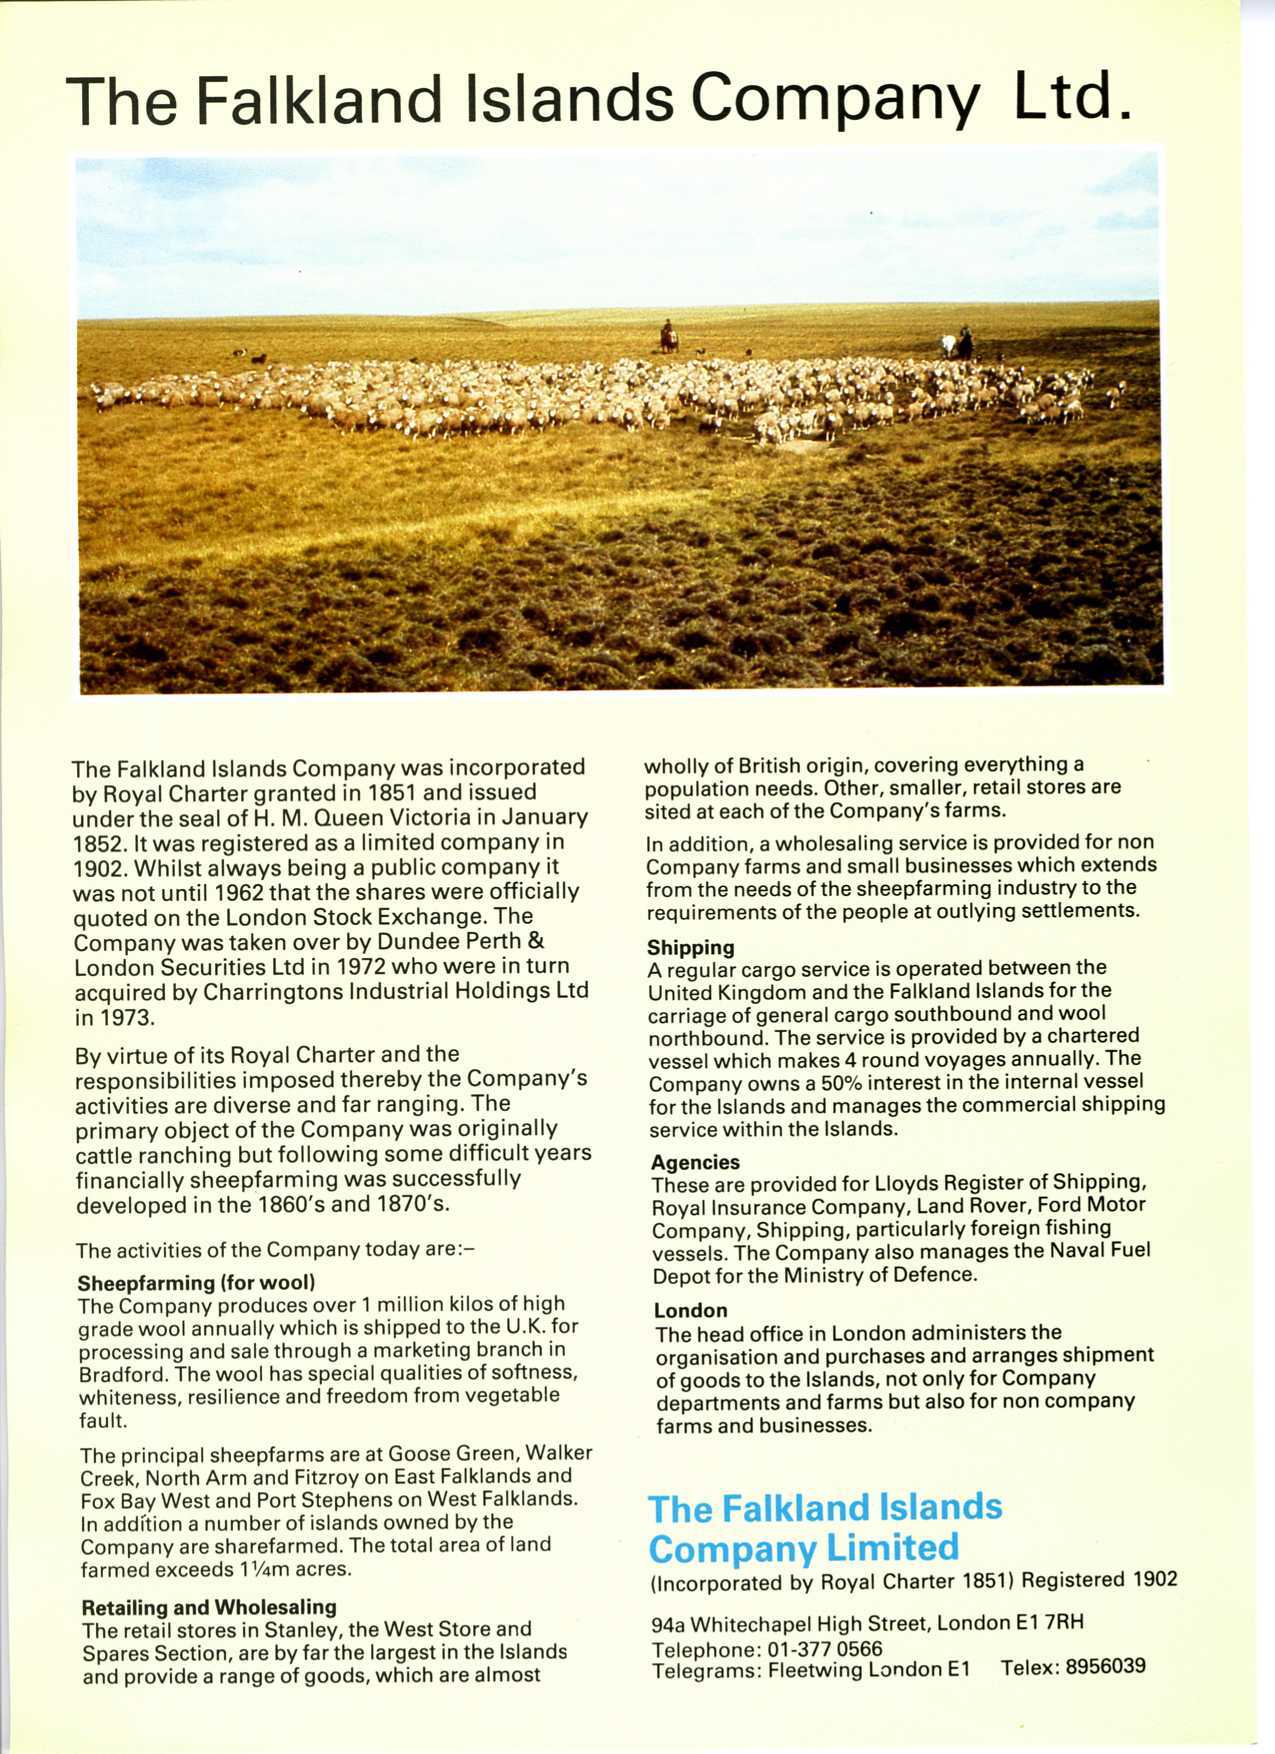 The Falkland Islands Company Ltd.
The Falkland Islands Company was incorporated
by Royal Charter granted in 1851 and issued
under the seal of H. M. Queen Victoria in January
1852. It was registered as a limited company in
1902. Whilst always being a public company it
was not until 1962 that the shares were officially
quoted on the London Stock Exchange. The
Company was taken over by Dundee Perth &
London Securities Ltd in 1972 who were in turn
acquired by Charringtons Industrial Holdings Ltd
in 1973.
By virtue of its Royal Charter and the
responsibilities imposed thereby the Company's
activities are diverse and far ranging. The
primary object of the Company was originally
cattle ranching but following some difficult years
financially sheepfarming was successfully
developed in the 1860's and 1870's.
The activities of the Company today are:–
Sheepfarming (for wool)
The Company produces over 1 million kilos of high
grade wool annually which is shipped to the U.K. for
processing and sale through a marketing branch in
Bradford. The wool has special qualities of softness,
whiteness, resilience and freedom from vegetable
fault.
The principal sheepfarms are at Goose Green, Walker
Creek, North Arm and Fitzroy on East Falklands and
Fox Bay West and Port Stephens on West Falklands.
In addition a number of islands owned by the
Company are sharefarmed. The total area of land
farmed exceeds 1¼m acres.
Retailing and Wholesaling
The retail stores in Stanley, the West Store and
Spares Section, are by far the largest in the Islands
and provide a range of goods, which are almost
wholly of British origin, covering everything a
population needs. Other, smaller, retail stores are
sited at each of the Company's farms.
In addition, a wholesaling service is provided for non
Company farms and small businesses which extends
from the needs of the sheepfarming industry to the
requirements of the people at outlying settlements.
Shipping
A regular cargo service is operated between the
United Kingdom and the Falkland Islands for the
carriage of general cargo southbound and wool
northbound. The service is provided by a chartered
vessel which makes 4 round voyages annually. The
Company owns a 50% interest in the internal vessel
for the Islands and manages the commercial shipping
service within the Islands.
Agencies
These are provided for Lloyds Register of Shipping,
Royal Insurance Company, Land Rover, Ford Motor
Company, Shipping, particularly foreign fishing
vessels. The Company also manages the Naval Fuel
Depot for the Ministry of Defence.
London
The head office in London administers the
organisation and purchases and arranges shipment
of goods to the Islands, not only for Company
departments and farms but also for non company
farms and businesses.
The Falkland Islands
Company Limited
(Incorporated by Royal Charter 1851) Registered 1902
94a Whitechapel High Street, London E1 7RH
Telephone: 01-377 0566
Telegrams: Fleetwing London E1 Telex: 8956039